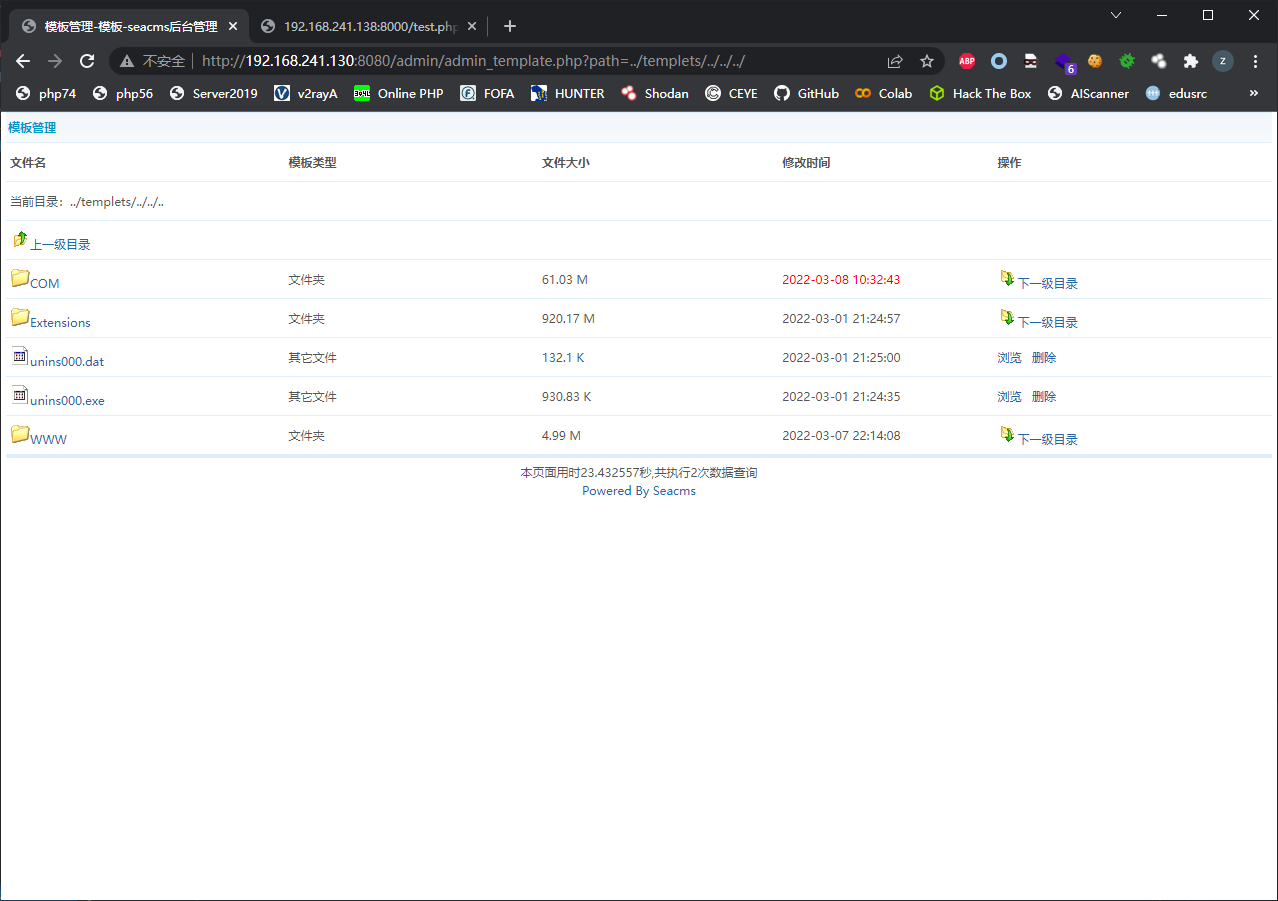 模板管理-模板-seacms后台管理
192.168.241.138:8000/test.php
不安全 http://192.168.241.130:8080/admin/admin_template.php?path=../templets/../../../
ABP
6
Z
php74 php56 Server2019 v2rayA Online PHP FOFA HUNTER Shodan CEYE GitHub Colab Hack The Box AIScanner edusrc »
模板管理
文件名 模板类型 文件大小 修改时间 操作
当前目录：../templets/../../..
上一级目录
COM 文件夹 61.03 M 2022-03-08 10:32:43 下一级目录
Extensions 文件夹 920.17 M 2022-03-01 21:24:57 下一级目录
unins000.dat 其它文件 132.1 K 2022-03-01 21:25:00 浏览 删除
unins000.exe 其它文件 930.83 K 2022-03-01 21:24:35 浏览 删除
WWW 文件夹 4.99 M 2022-03-07 22:14:08 下一级目录
本页面用时23.432557秒,共执行2次数据查询
Powered By Seacms